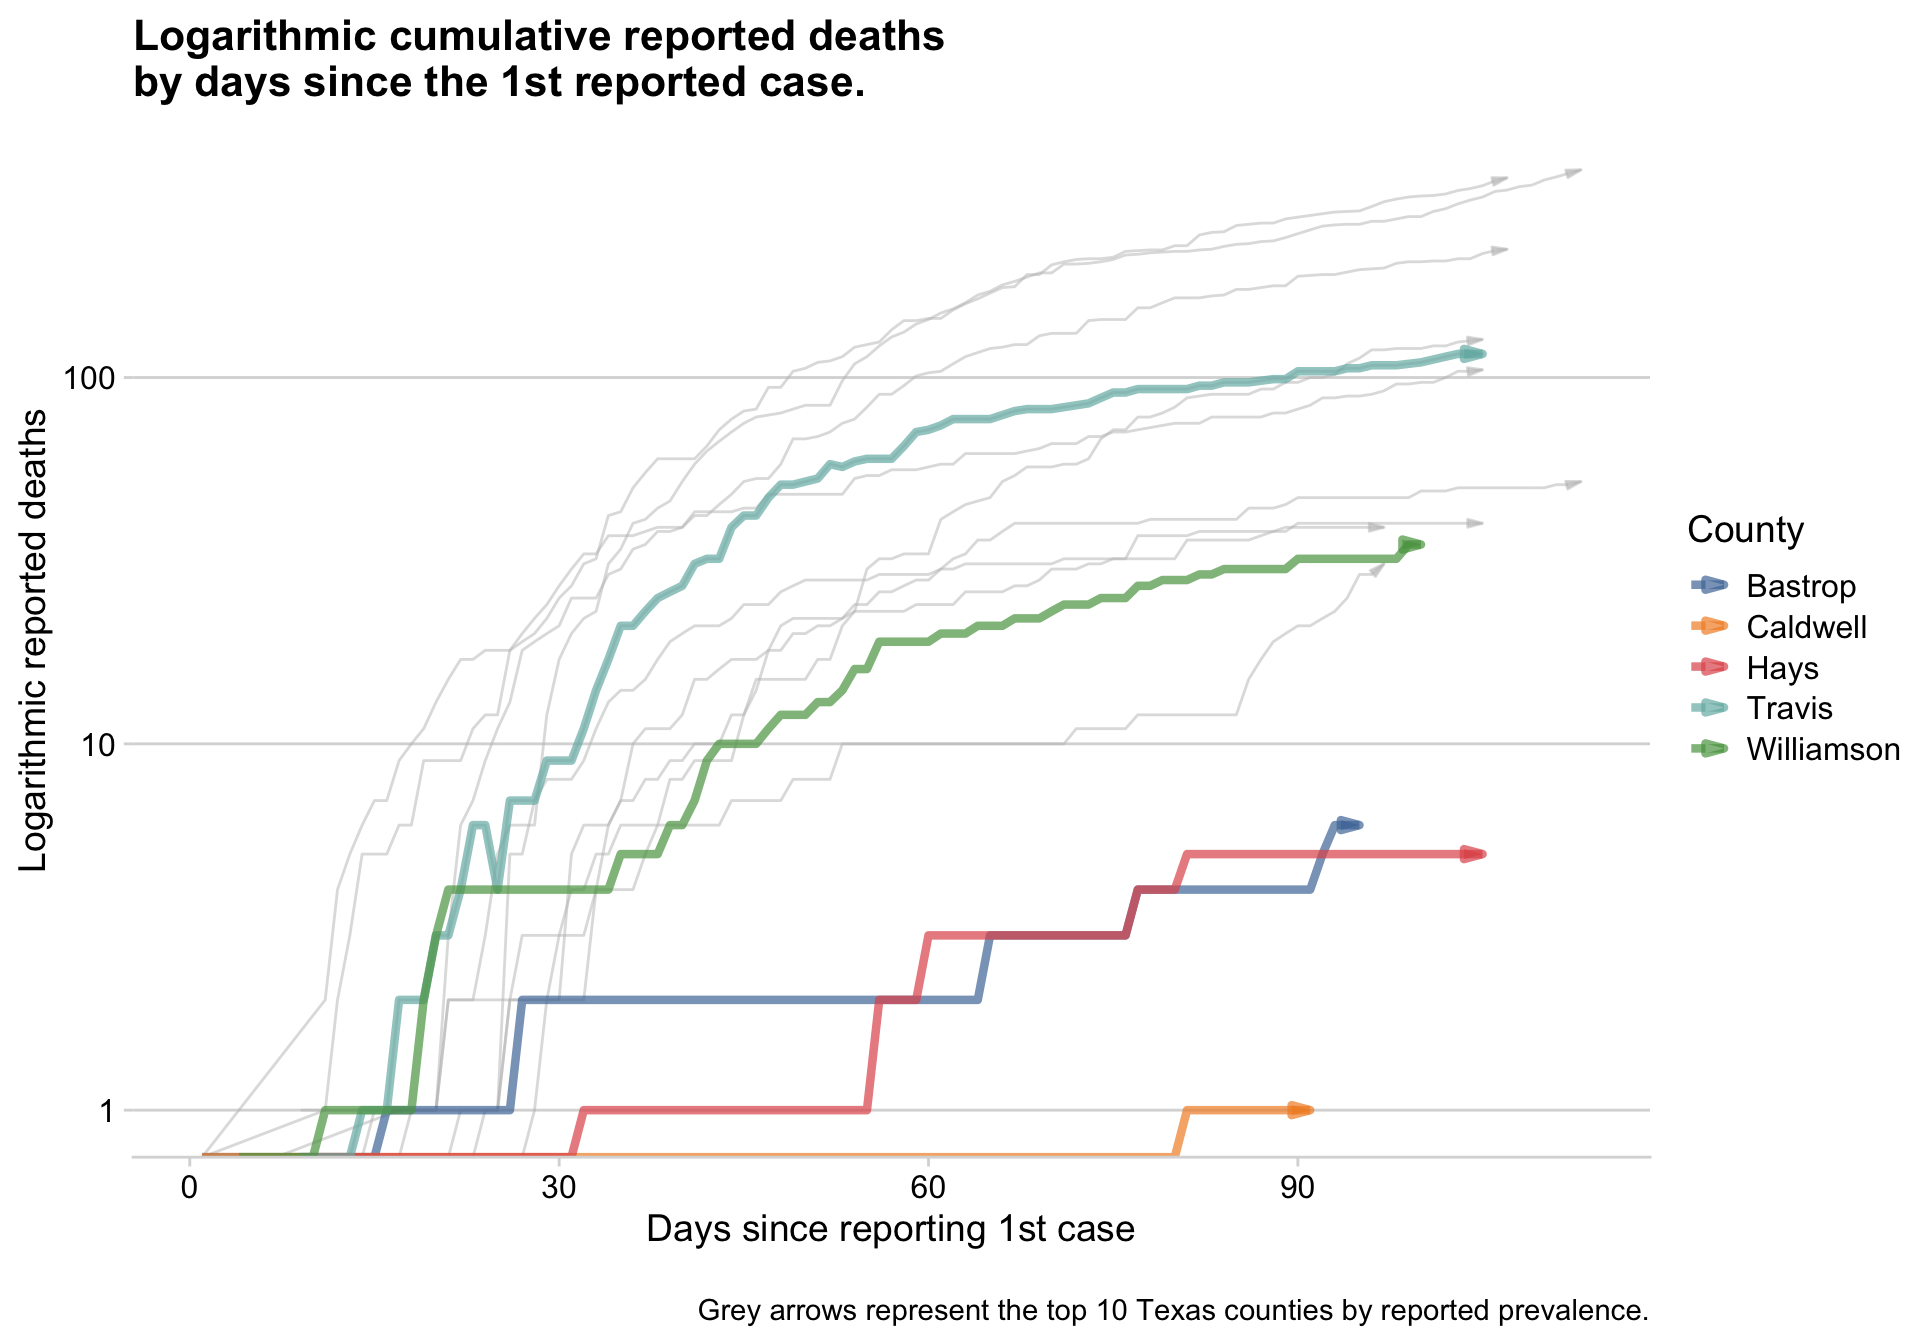 Logarithmic cumulative reported deaths
by days since the 1st reported case.
Logarithmic reported deaths
100
10
1
0
30
60
90
Days since reporting 1st case
County
Bastrop
Caldwell
Hays
Travis
Williamson
Grey arrows represent the top 10 Texas counties by reported prevalence.